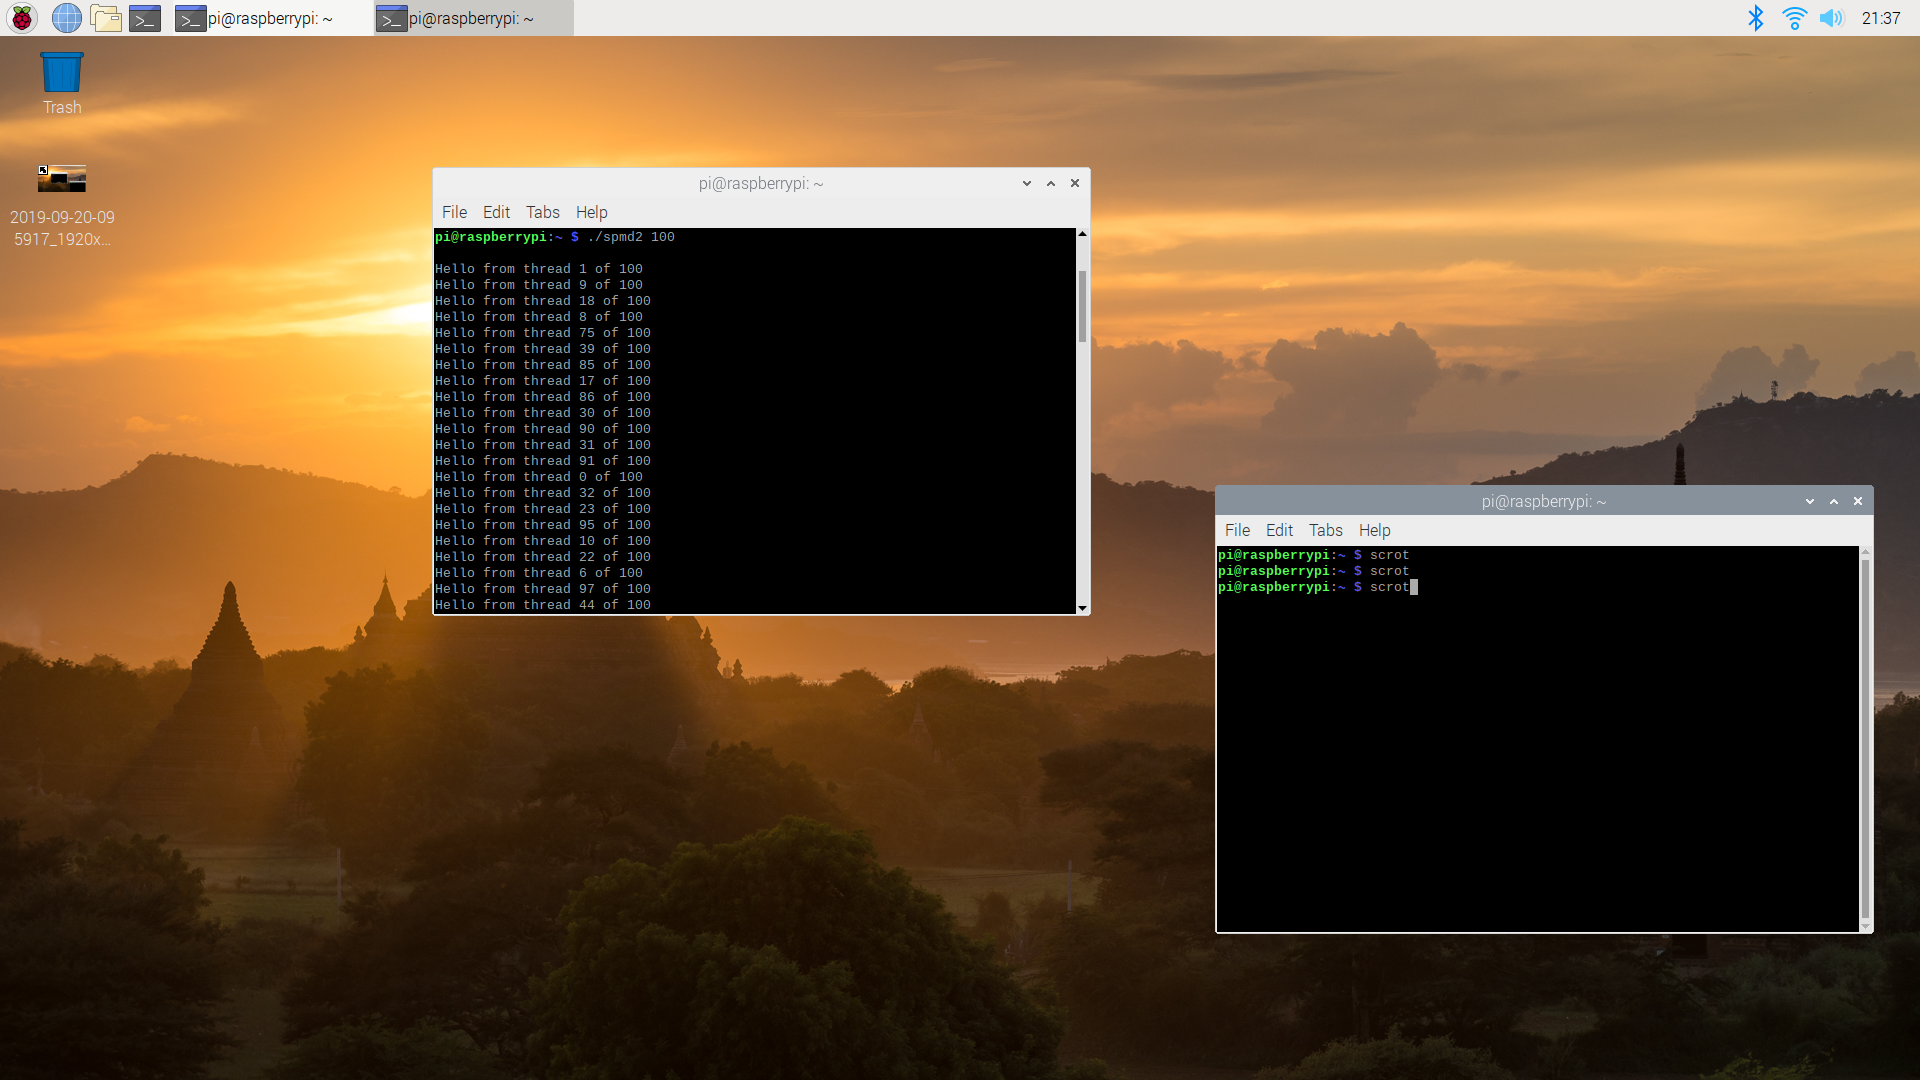 pi@raspberrypi: ~
pi@raspberrypi: ~
21:37
Trash
2019-09-20-09
5917_1920x...
pi@raspberrypi: ~
File Edit Tabs Help
pi@raspberrypi:~ $ ./spmd2 100
Hello from thread 1 of 100
Hello from thread 9 of 100
Hello from thread 18 of 100
Hello from thread 8 of 100
Hello from thread 75 of 100
Hello from thread 39 of 100
Hello from thread 85 of 100
Hello from thread 17 of 100
Hello from thread 86 of 100
Hello from thread 30 of 100
Hello from thread 90 of 100
Hello from thread 31 of 100
Hello from thread 91 of 100
Hello from thread 0 of 100
Hello from thread 32 of 100
Hello from thread 23 of 100
Hello from thread 95 of 100
Hello from thread 10 of 100
Hello from thread 22 of 100
Hello from thread 6 of 100
Hello from thread 97 of 100
Hello from thread 44 of 100
pi@raspberrypi: ~
File Edit Tabs Help
pi@raspberrypi:~ $ scrot
pi@raspberrypi:~ $ scrot
pi@raspberrypi:~ $ scrot